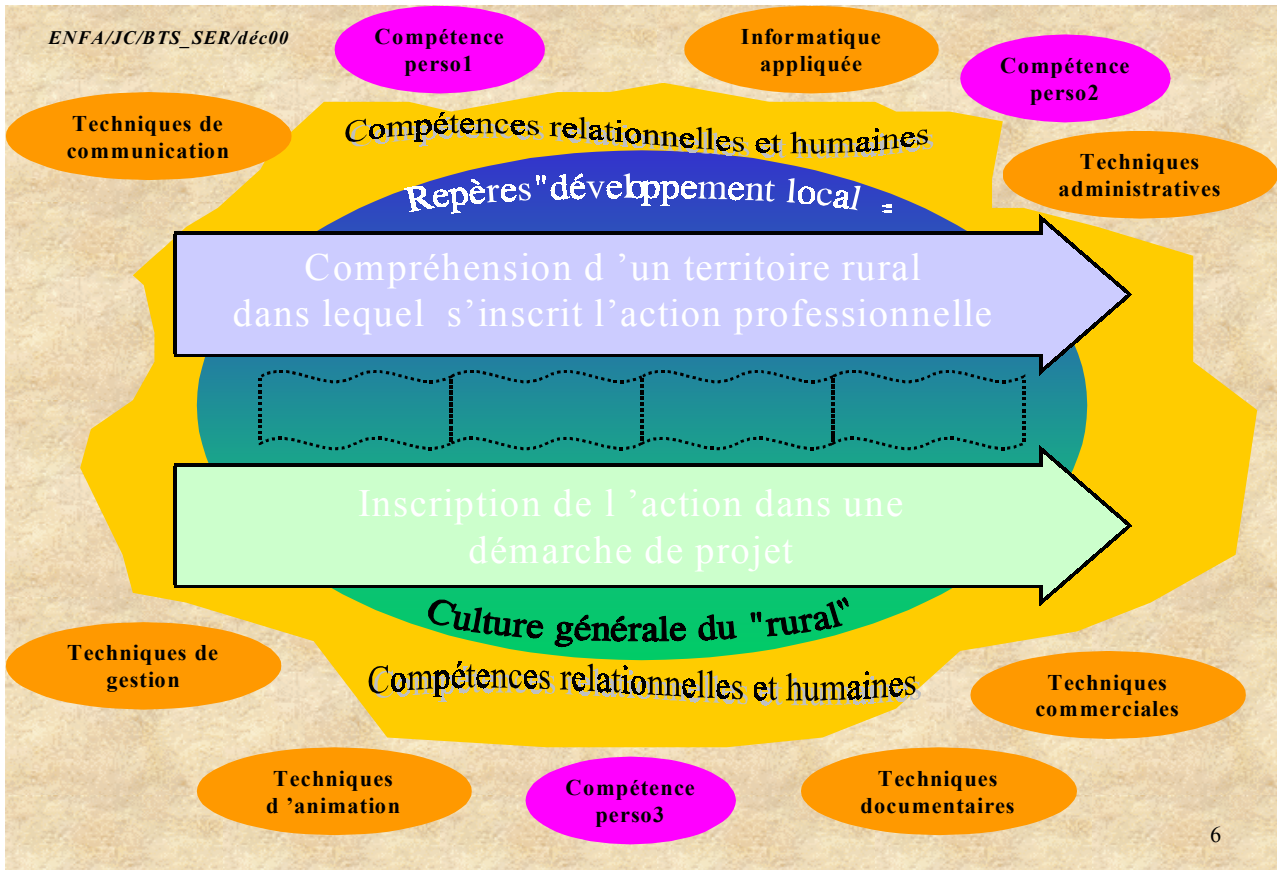 ENFA/JC/BTS_SER/déc00
Compétence
perso1
Informatique
appliquée
Compétence
perso2
Techniques de
communication
Compétences relationnelles et humaines
Techniques
administratives
Repères "développement local "
Compréhension d ’un territoire rural
dans lequel s’inscrit l’action professionnelle
Inscription de l ’action dans une
démarche de projet
Culture générale du "rural"
Techniques de
gestion
Compétences relationnelles et humaines
Techniques
commerciales
Techniques
d ’animation
Compétence
perso3
Techniques
documentaires
6